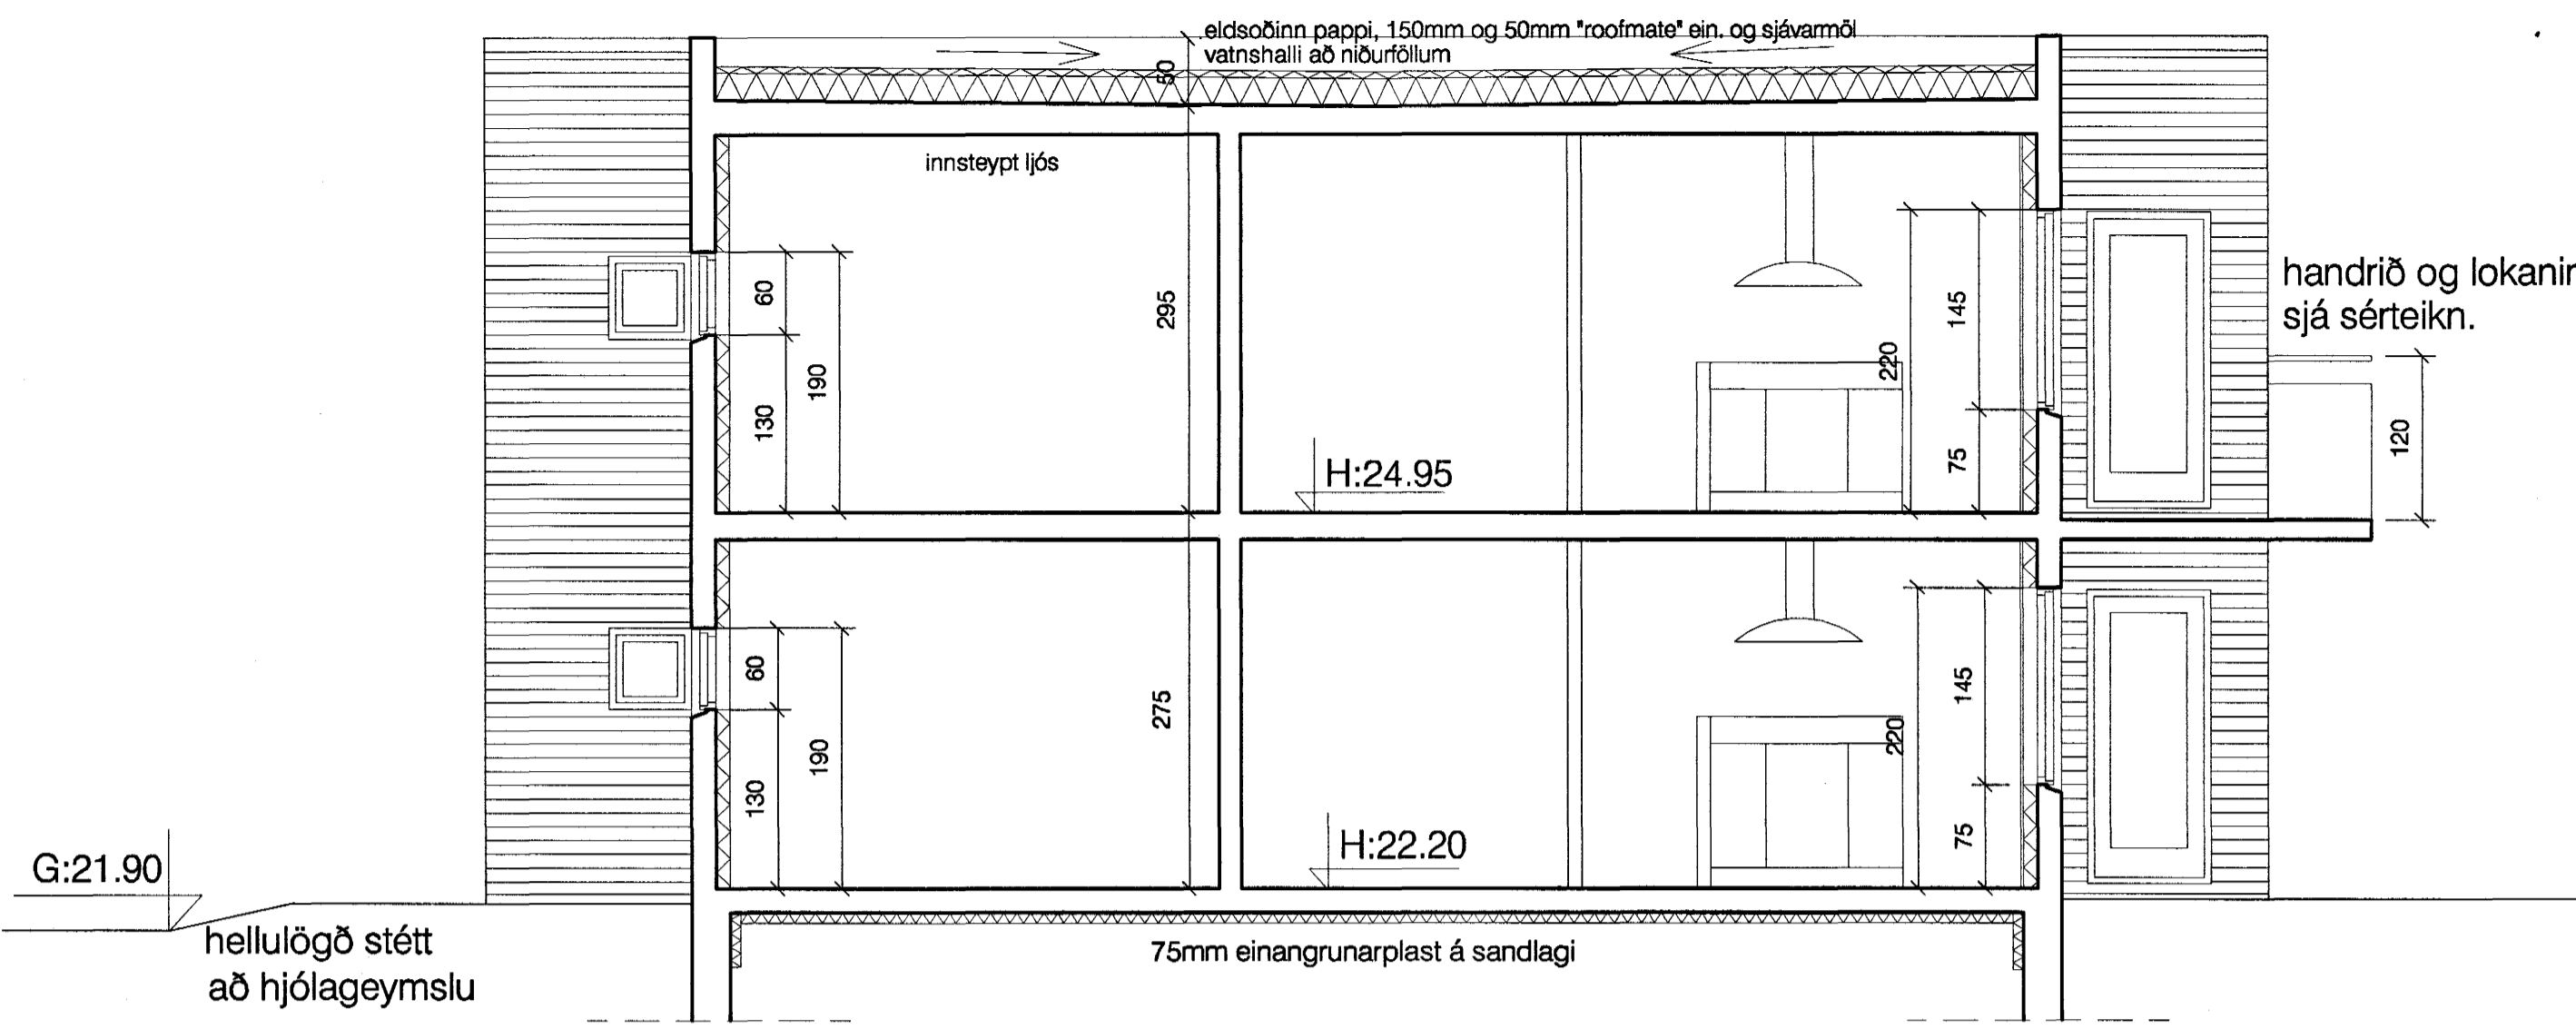 eldsoðinn pappi, 150mm og 50mm "roofmate" ein. og sjávarmöl
vatnshalli að niðurföllum
50
innsteypt ljós
60
130
190
295
H:24.95
220
145
75
handrið og lokanir
sjá sérteikn.
120
60
130
190
275
H:22.20
220
145
75
G:21.90
hellulögð stétt
að hjólageymslu
75mm einangrunarplast á sandlagi